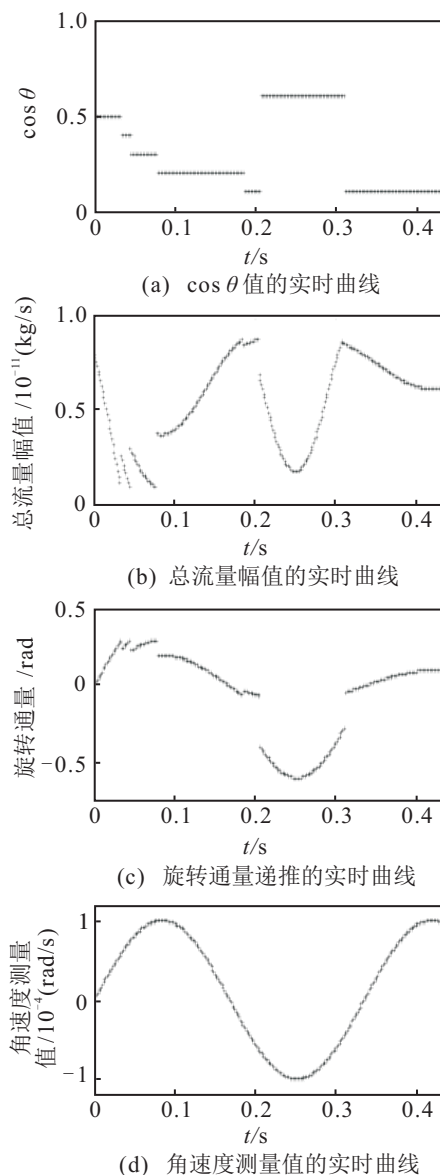 1.0
cos θ
0.5
0
0 0.1 0.2 0.3 0.4
t/s
(a) cos θ 值的实时曲线
1.0
总流量幅值 /10⁻¹¹(kg/s)
0.5
0
0 0.1 0.2 0.3 0.4
t/s
(b) 总流量幅值的实时曲线
0.5
旋转通量 /rad
0
−0.5
0 0.1 0.2 0.3 0.4
t/s
(c) 旋转通量递推的实时曲线
角速度测量
值/10⁻⁴(rad/s)
1
0
−1
0 0.1 0.2 0.3 0.4
t/s
(d) 角速度测量值的实时曲线